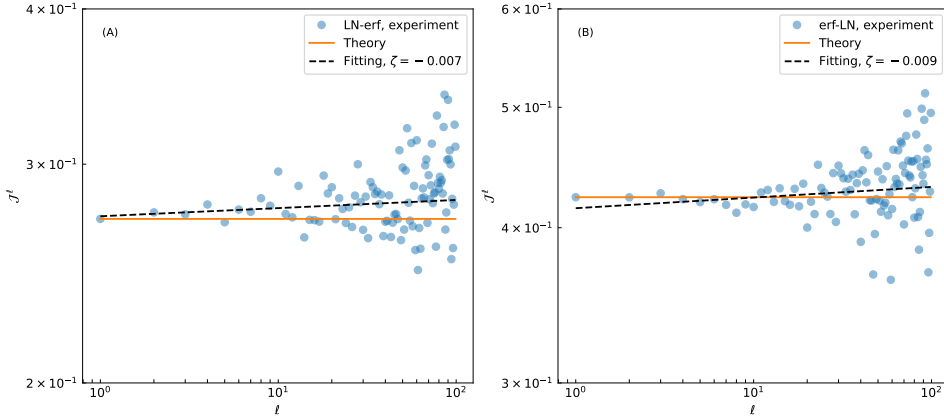 (A)
LN-erf, experiment
Theory
Fitting, ζ = − 0.007
4 × 10⁻¹
3 × 10⁻¹
2 × 10⁻¹
𝒥^ℓ
10⁰
10¹
10²
ℓ
(B)
erf-LN, experiment
Theory
Fitting, ζ = − 0.009
6 × 10⁻¹
5 × 10⁻¹
4 × 10⁻¹
3 × 10⁻¹
𝒥^ℓ
10⁰
10¹
10²
ℓ